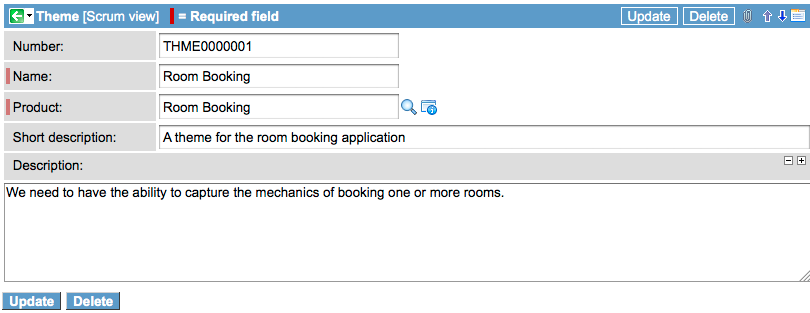 Theme [Scrum view] = Required field Update Delete
Number: THME0000001
Name: Room Booking
Product: Room Booking
Short description: A theme for the room booking application
Description:
We need to have the ability to capture the mechanics of booking one or more rooms.
Update Delete